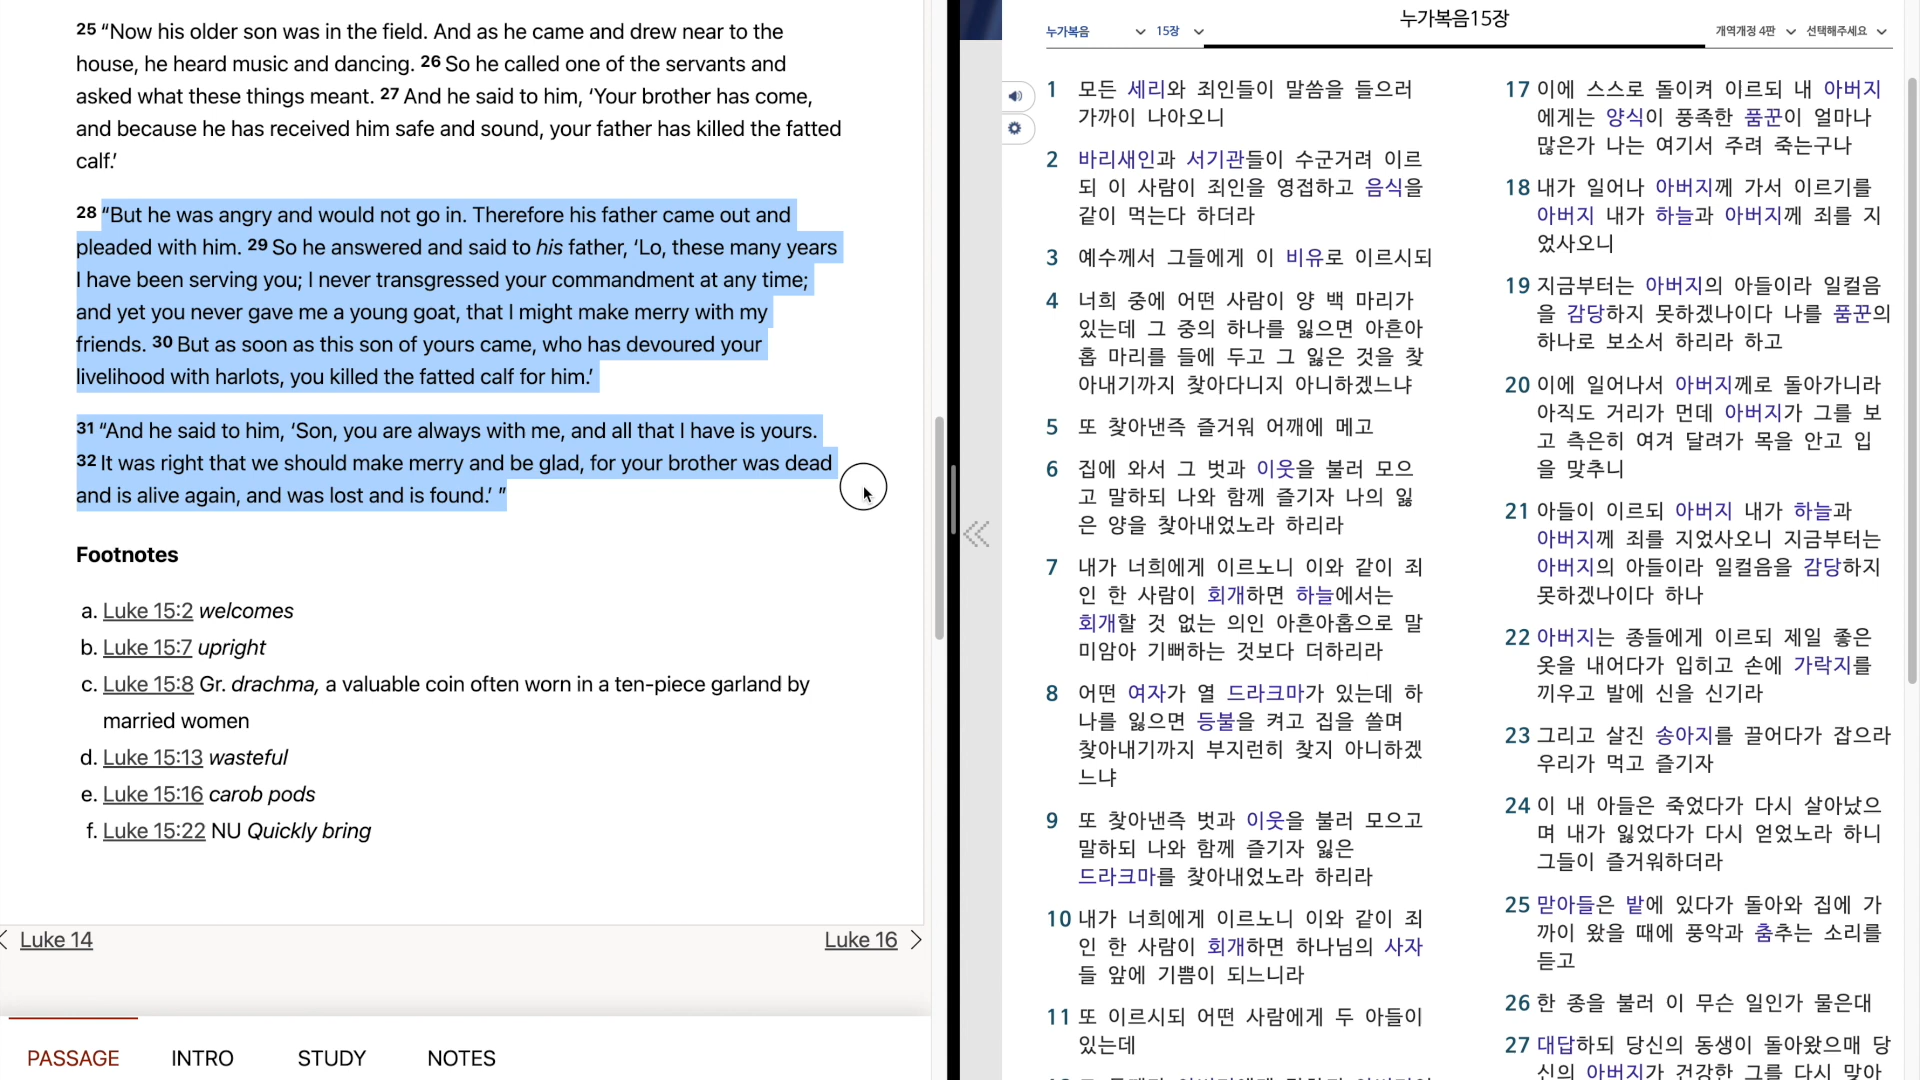 25 “Now his older son was in the field. And as he came and drew near to the
house, he heard music and dancing. 26 So he called one of the servants and
asked what these things meant. 27 And he said to him, ‘Your brother has come,
and because he has received him safe and sound, your father has killed the fatted
calf.’
28 “But he was angry and would not go in. Therefore his father came out and
pleaded with him. 29 So he answered and said to his father, ‘Lo, these many years
I have been serving you; I never transgressed your commandment at any time;
and yet you never gave me a young goat, that I might make merry with my
friends. 30 But as soon as this son of yours came, who has devoured your
livelihood with harlots, you killed the fatted calf for him.’
31 “And he said to him, ‘Son, you are always with me, and all that I have is yours.
32 It was right that we should make merry and be glad, for your brother was dead
and is alive again, and was lost and is found.’ ”
Footnotes
a. Luke 15:2 welcomes
b. Luke 15:7 upright
c. Luke 15:8 Gr. drachma, a valuable coin often worn in a ten-piece garland by
married women
d. Luke 15:13 wasteful
e. Luke 15:16 carob pods
f. Luke 15:22 NU Quickly bring
Luke 14
Luke 16
PASSAGE INTRO STUDY NOTES
누가복음15장
누가복음 15장
개역개정 4판 선택해주세요
1 모든 세리와 죄인들이 말씀을 들으러
가까이 나아오니
2 바리새인과 서기관들이 수군거려 이르
되 이 사람이 죄인을 영접하고 음식을
같이 먹는다 하더라
3 예수께서 그들에게 이 비유로 이르시되
4 너희 중에 어떤 사람이 양 백 마리가
있는데 그 중의 하나를 잃으면 아흔아
홉 마리를 들에 두고 그 잃은 것을 찾
아내기까지 찾아다니지 아니하겠느냐
5 또 찾아낸즉 즐거워 어깨에 메고
6 집에 와서 그 벗과 이웃을 불러 모으
고 말하되 나와 함께 즐기자 나의 잃
은 양을 찾아내었노라 하리라
7 내가 너희에게 이르노니 이와 같이 죄
인 한 사람이 회개하면 하늘에서는
회개할 것 없는 의인 아흔아홉으로 말
미암아 기뻐하는 것보다 더하리라
8 어떤 여자가 열 드라크마가 있는데 하
나를 잃으면 등불을 켜고 집을 쓸며
찾아내기까지 부지런히 찾지 아니하겠
느냐
9 또 찾아낸즉 벗과 이웃을 불러 모으고
말하되 나와 함께 즐기자 잃은
드라크마를 찾아내었노라 하리라
10 내가 너희에게 이르노니 이와 같이 죄
인 한 사람이 회개하면 하나님의 사자
들 앞에 기쁨이 되느니라
11 또 이르시되 어떤 사람에게 두 아들이
있는데
17 이에 스스로 돌이켜 이르되 내 아버지
에게는 양식이 풍족한 품꾼이 얼마나
많은가 나는 여기서 주려 죽는구나
18 내가 일어나 아버지께 가서 이르기를
아버지 내가 하늘과 아버지께 죄를 지
었사오니
19 지금부터는 아버지의 아들이라 일컬음
을 감당하지 못하겠나이다 나를 품꾼의
하나로 보소서 하리라 하고
20 이에 일어나서 아버지께로 돌아가니라
아직도 거리가 먼데 아버지가 그를 보
고 측은히 여겨 달려가 목을 안고 입
을 맞추니
21 아들이 이르되 아버지 내가 하늘과
아버지께 죄를 지었사오니 지금부터는
아버지의 아들이라 일컬음을 감당하지
못하겠나이다 하나
22 아버지는 종들에게 이르되 제일 좋은
옷을 내어다가 입히고 손에 가락지를
끼우고 발에 신을 신기라
23 그리고 살진 송아지를 끌어다가 잡으라
우리가 먹고 즐기자
24 이 내 아들은 죽었다가 다시 살아났으
며 내가 잃었다가 다시 얻었노라 하니
그들이 즐거워하더라
25 맏아들은 밭에 있다가 돌아와 집에 가
까이 왔을 때에 풍악과 춤추는 소리를
듣고
26 한 종을 불러 이 무슨 일인가 물은대
27 대답하되 당신의 동생이 돌아왔으매 당
신의 아버지가 건강한 그를 다시 맞아